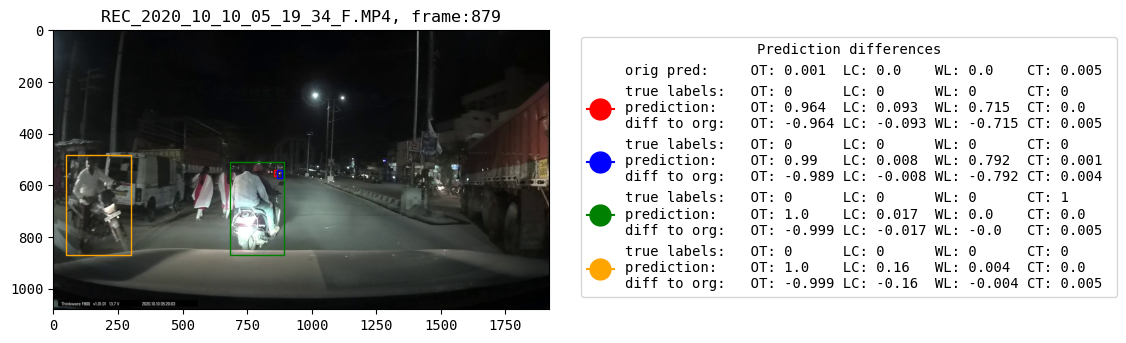 REC_2020_10_10_05_19_34_F.MP4, frame:879
Prediction differences
orig pred: OT: 0.001 LC: 0.0 WL: 0.0 CT: 0.005
true labels: OT: 0 LC: 0 WL: 0 CT: 0
prediction: OT: 0.964 LC: 0.093 WL: 0.715 CT: 0.0
diff to org: OT: -0.964 LC: -0.093 WL: -0.715 CT: 0.005
true labels: OT: 0 LC: 0 WL: 0 CT: 0
prediction: OT: 0.99 LC: 0.008 WL: 0.792 CT: 0.001
diff to org: OT: -0.989 LC: -0.008 WL: -0.792 CT: 0.004
true labels: OT: 0 LC: 0 WL: 0 CT: 1
prediction: OT: 1.0 LC: 0.017 WL: 0.0 CT: 0.0
diff to org: OT: -0.999 LC: -0.017 WL: -0.0 CT: 0.005
true labels: OT: 0 LC: 0 WL: 0 CT: 0
prediction: OT: 1.0 LC: 0.16 WL: 0.004 CT: 0.0
diff to org: OT: -0.999 LC: -0.16 WL: -0.004 CT: 0.005
0
200
400
600
800
1000
0 250 500 750 1000 1250 1500 1750